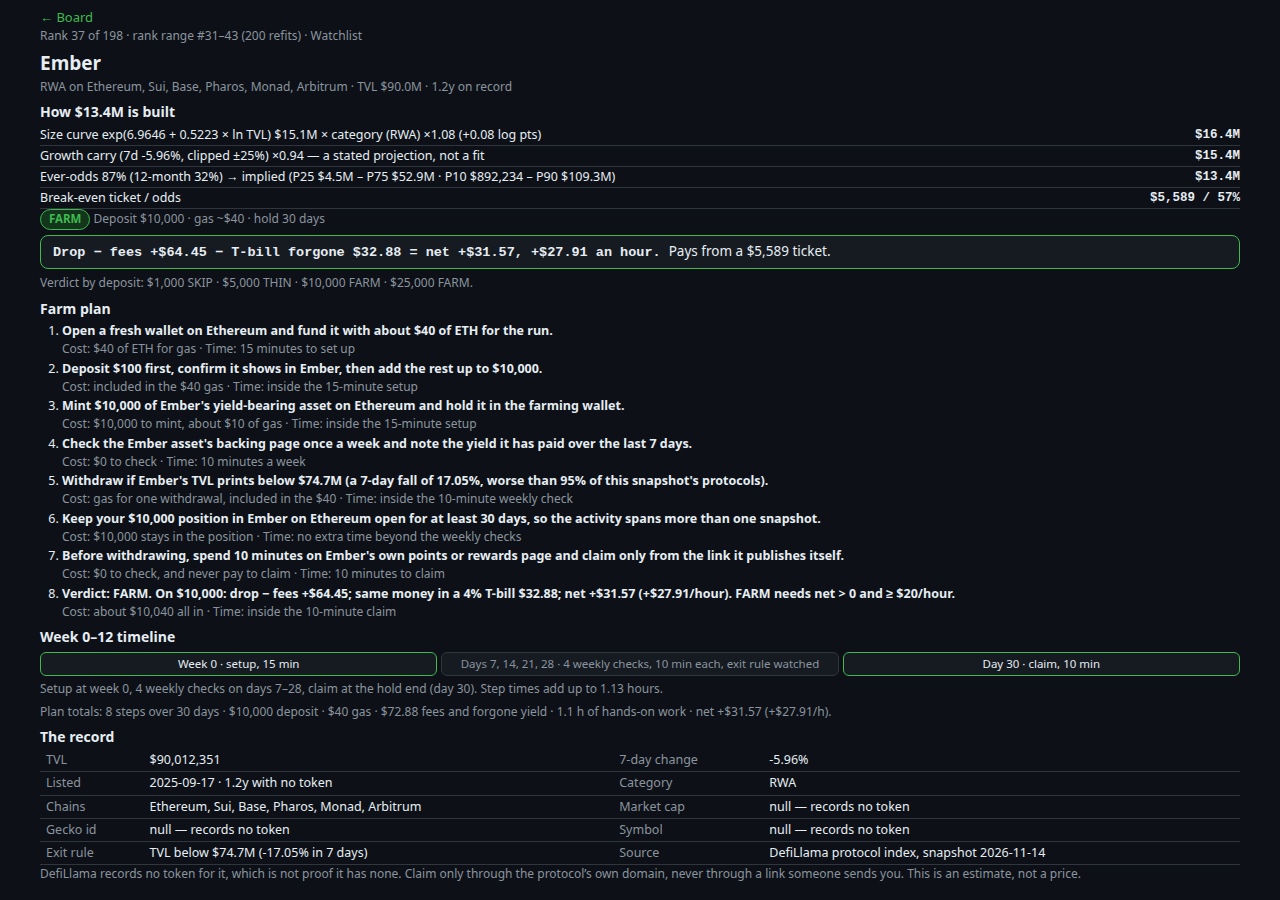 ← Board
Rank 37 of 198 · rank range #31–43 (200 refits) · Watchlist
Ember
RWA on Ethereum, Sui, Base, Pharos, Monad, Arbitrum · TVL $90.0M · 1.2y on record
How $13.4M is built
Size curve exp(6.9646 + 0.5223 × ln TVL) $15.1M × category (RWA) ×1.08 (+0.08 log pts) $16.4M
Growth carry (7d -5.96%, clipped ±25%) ×0.94 — a stated projection, not a fit $15.4M
Ever-odds 87% (12-month 32%) → implied (P25 $4.5M – P75 $52.9M · P10 $892,234 – P90 $109.3M) $13.4M
Break-even ticket / odds $5,589 / 57%
FARM Deposit $10,000 · gas ~$40 · hold 30 days
Drop − fees +$64.45 − T-bill forgone $32.88 = net +$31.57, +$27.91 an hour. Pays from a $5,589 ticket.
Verdict by deposit: $1,000 SKIP · $5,000 THIN · $10,000 FARM · $25,000 FARM.
Farm plan
1. Open a fresh wallet on Ethereum and fund it with about $40 of ETH for the run.
Cost: $40 of ETH for gas · Time: 15 minutes to set up
2. Deposit $100 first, confirm it shows in Ember, then add the rest up to $10,000.
Cost: included in the $40 gas · Time: inside the 15-minute setup
3. Mint $10,000 of Ember's yield-bearing asset on Ethereum and hold it in the farming wallet.
Cost: $10,000 to mint, about $10 of gas · Time: inside the 15-minute setup
4. Check the Ember asset's backing page once a week and note the yield it has paid over the last 7 days.
Cost: $0 to check · Time: 10 minutes a week
5. Withdraw if Ember's TVL prints below $74.7M (a 7-day fall of 17.05%, worse than 95% of this snapshot's protocols).
Cost: gas for one withdrawal, included in the $40 · Time: inside the 10-minute weekly check
6. Keep your $10,000 position in Ember on Ethereum open for at least 30 days, so the activity spans more than one snapshot.
Cost: $10,000 stays in the position · Time: no extra time beyond the weekly checks
7. Before withdrawing, spend 10 minutes on Ember's own points or rewards page and claim only from the link it publishes itself.
Cost: $0 to check, and never pay to claim · Time: 10 minutes to claim
8. Verdict: FARM. On $10,000: drop − fees +$64.45; same money in a 4% T-bill $32.88; net +$31.57 (+$27.91/hour). FARM needs net > 0 and ≥ $20/hour.
Cost: about $10,040 all in · Time: inside the 10-minute claim
Week 0–12 timeline
Week 0 · setup, 15 min Days 7, 14, 21, 28 · 4 weekly checks, 10 min each, exit rule watched Day 30 · claim, 10 min
Setup at week 0, 4 weekly checks on days 7–28, claim at the hold end (day 30). Step times add up to 1.13 hours.
Plan totals: 8 steps over 30 days · $10,000 deposit · $40 gas · $72.88 fees and forgone yield · 1.1 h of hands-on work · net +$31.57 (+$27.91/h).
The record
TVL $90,012,351 7-day change -5.96%
Listed 2025-09-17 · 1.2y with no token Category RWA
Chains Ethereum, Sui, Base, Pharos, Monad, Arbitrum Market cap null — records no token
Gecko id null — records no token Symbol null — records no token
Exit rule TVL below $74.7M (-17.05% in 7 days) Source DefiLlama protocol index, snapshot 2026-11-14
DefiLlama records no token for it, which is not proof it has none. Claim only through the protocol's own domain, never through a link someone sends you. This is an estimate, not a price.